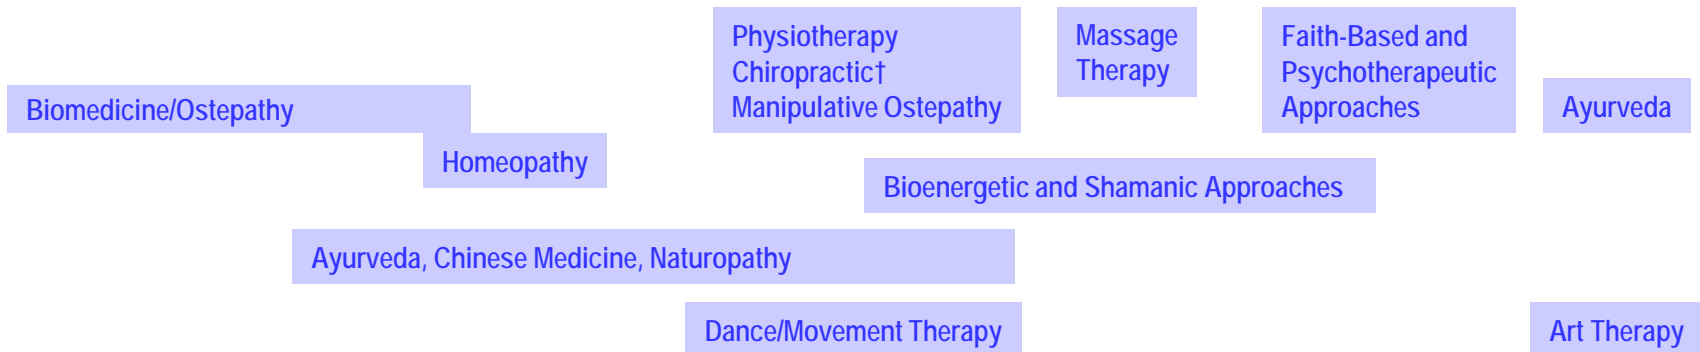 Physiotherapy
Chiropractic†
Manipulative Ostepathy
Massage
Therapy
Faith-Based and
Psychotherapeutic
Approaches
Biomedicine/Ostepathy
Ayurveda
Homeopathy
Bioenergetic and Shamanic Approaches
Ayurveda, Chinese Medicine, Naturopathy
Dance/Movement Therapy
Art Therapy